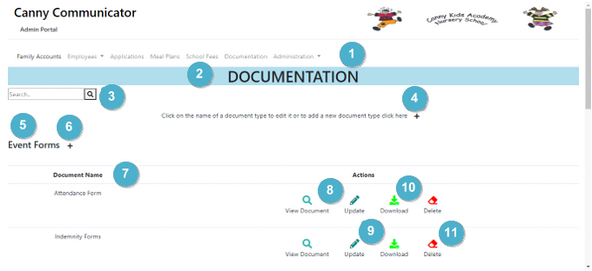 Canny Communicator
Admin Portal
Canny Kids Academy
Nursery School
Family Accounts Employees Applications Meal Plans School Fees Documentation Administration 1
2 DOCUMENTATION
Search... 3
4
Click on the name of a document type to edit it or to add a new document type click here +
5 6
Event Forms +
Document Name 7 Actions
8 10
Attendance Form
View Document Update Download Delete
9 11
Indemnity Forms
View Document Update Download Delete